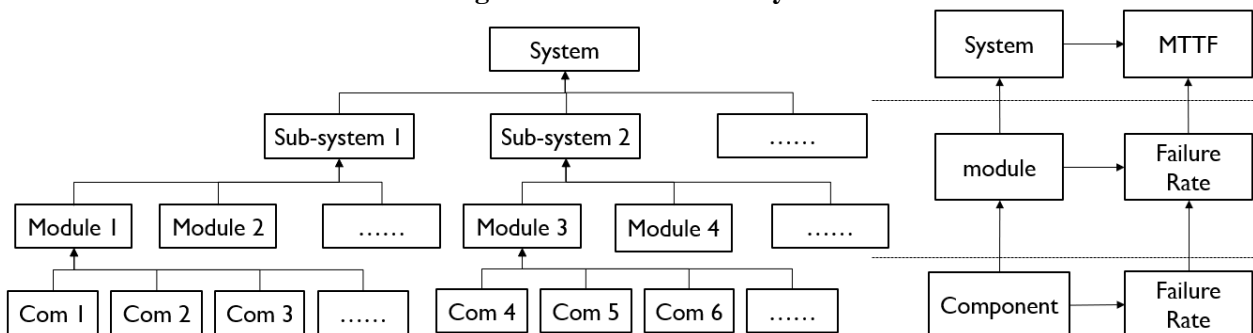 System
Sub-system 1
Sub-system 2
......
Module 1
Module 2
......
Module 3
Module 4
......
Com 1
Com 2
Com 3
......
Com 4
Com 5
Com 6
......
System
MTTF
module
Failure
Rate
Component
Failure
Rate